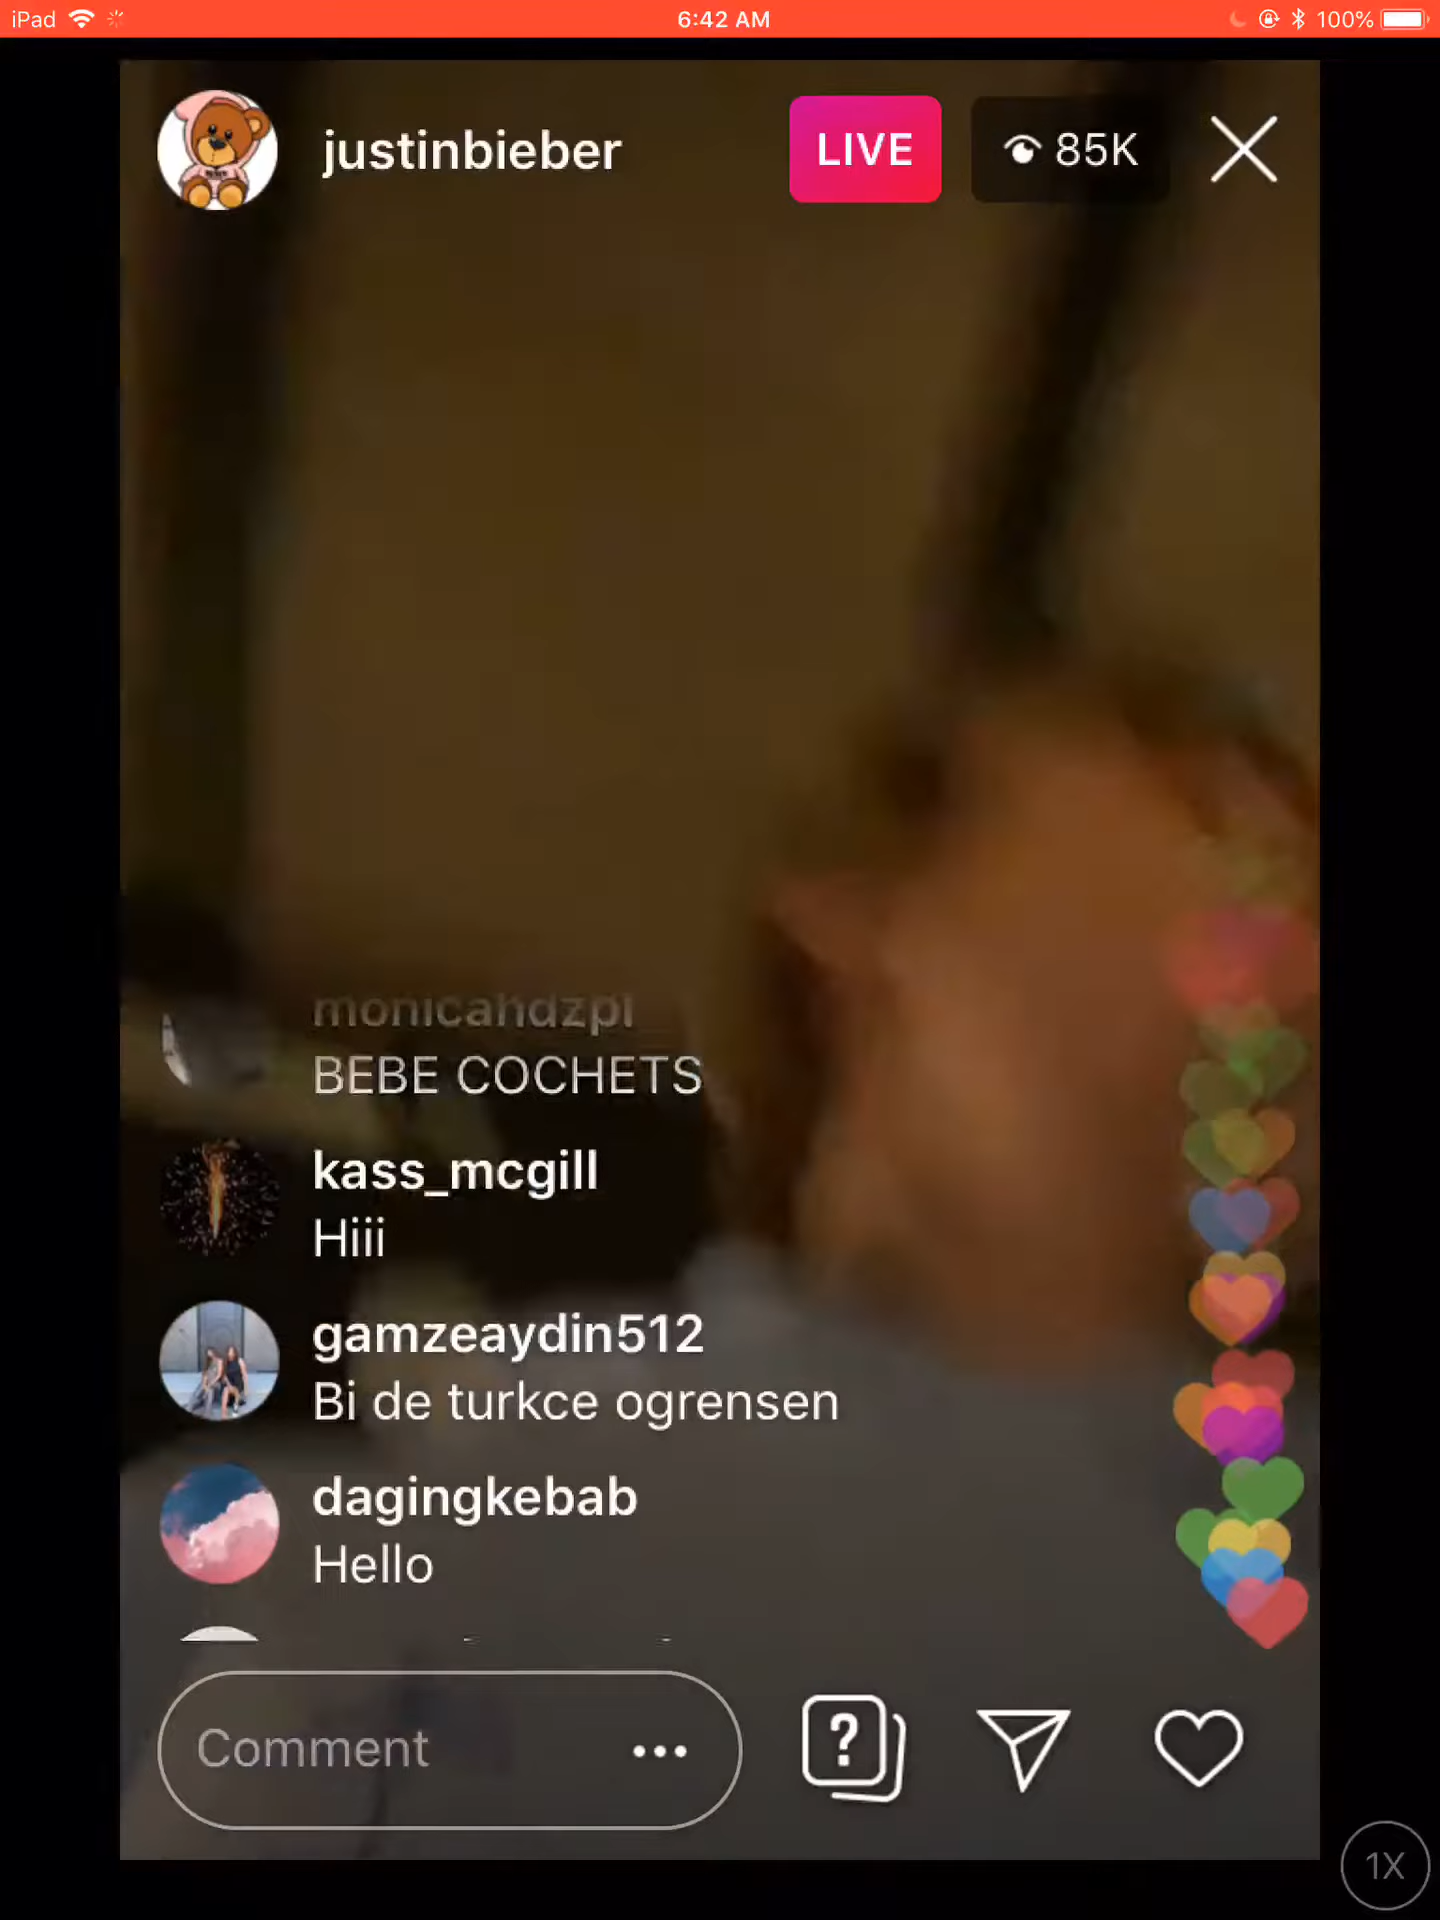 iPad 6:42 AM 100%
justinbieber LIVE 85K
monicahdzpl
BEBE COCHETS
kass_mcgill
Hiii
gamzeaydin512
Bi de turkce ogrensen
dagingkebab
Hello
Comment
?
1X